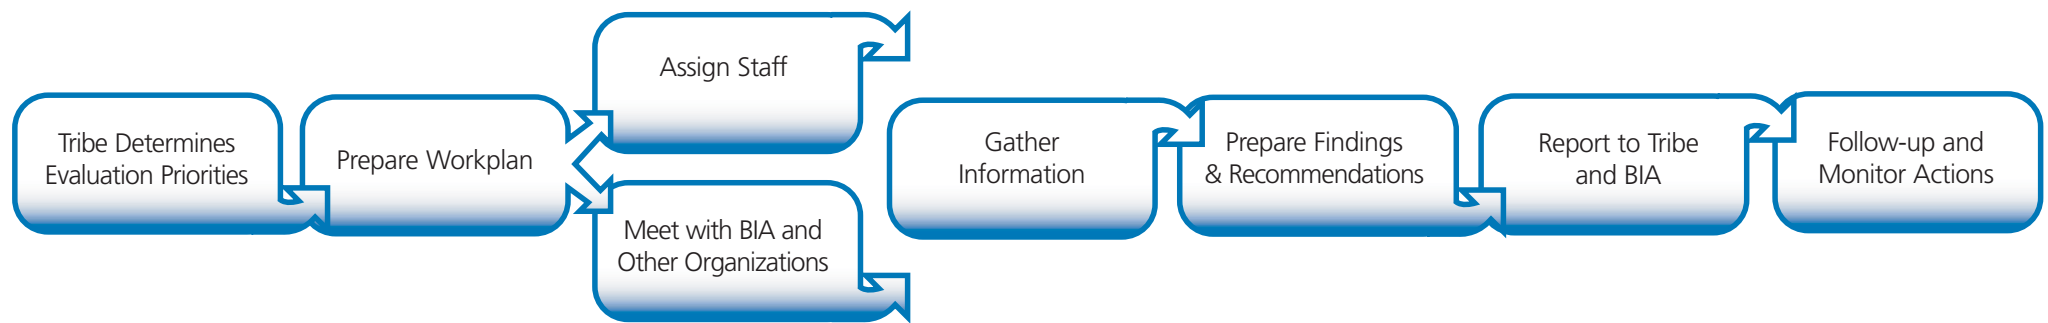 Tribe Determines
Evaluation Priorities
Prepare Workplan
Assign Staff
Meet with BIA and
Other Organizations
Gather
Information
Prepare Findings
& Recommendations
Report to Tribe
and BIA
Follow-up and
Monitor Actions